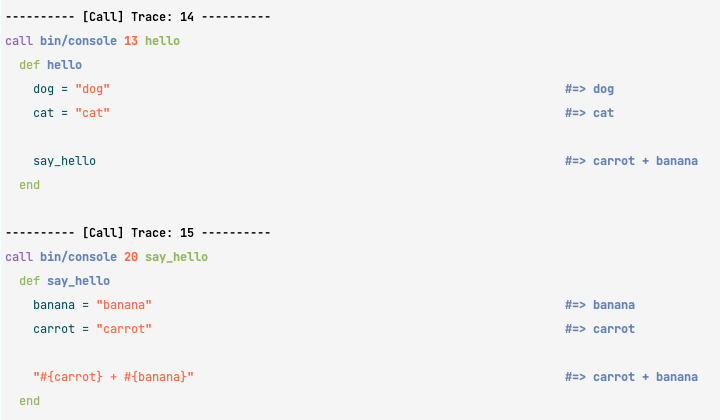 ---------- [Call] Trace: 14 ----------
call bin/console 13 hello
  def hello
    dog = "dog" #=> dog
    cat = "cat" #=> cat
    say_hello #=> carrot + banana
  end
---------- [Call] Trace: 15 ----------
call bin/console 20 say_hello
  def say_hello
    banana = "banana" #=> banana
    carrot = "carrot" #=> carrot
    "#{carrot} + #{banana}" #=> carrot + banana
  end